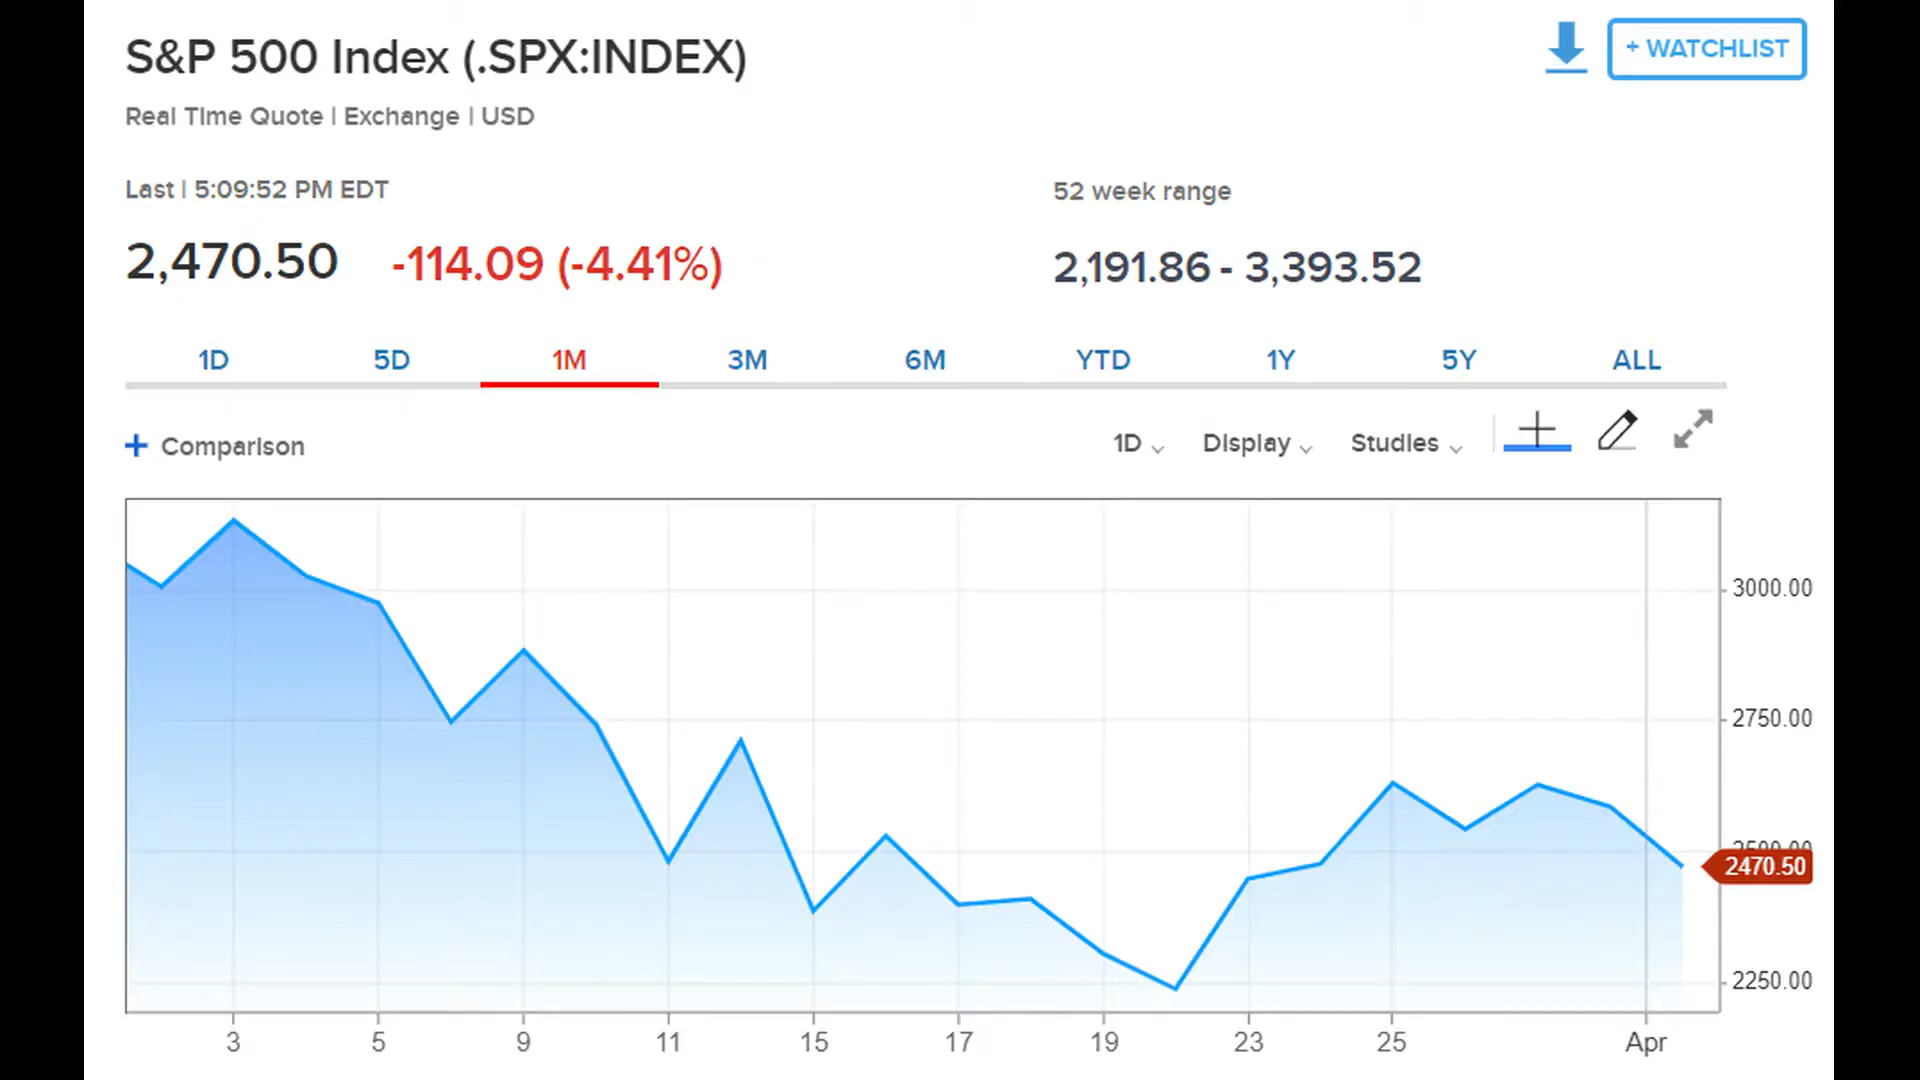 S&P 500 Index (.SPX:INDEX)
+ WATCHLIST
Real Time Quote | Exchange | USD
Last | 5:09:52 PM EDT
52 week range
2,470.50 -114.09 (-4.41%)
2,191.86 - 3,393.52
1D 5D 1M 3M 6M YTD 1Y 5Y ALL
+ Comparison
1D Display Studies
3000.00
2750.00
2500.00
2470.50
2250.00
3 5 9 11 15 17 19 23 25 Apr